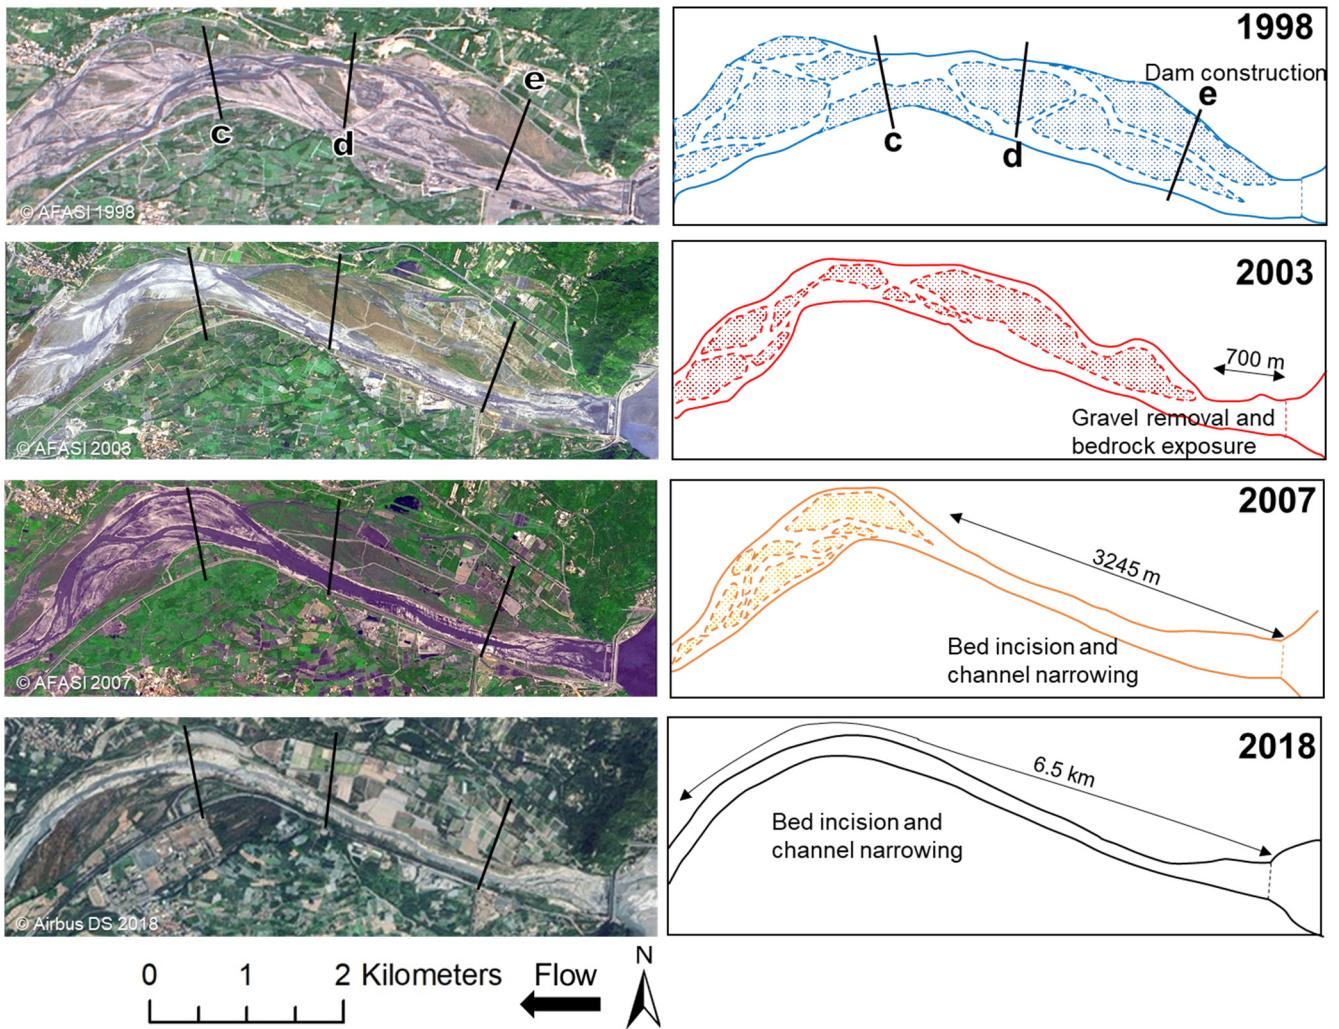 c
d
e
© AFASI 1998
1998
Dam construction
e
c
d
© AFASI 2003
2003
700 m
Gravel removal and
bedrock exposure
© AFASI 2007
2007
3245 m
Bed incision and
channel narrowing
© Airbus DS 2018
2018
6.5 km
Bed incision and
channel narrowing
0 1 2 Kilometers
Flow
N